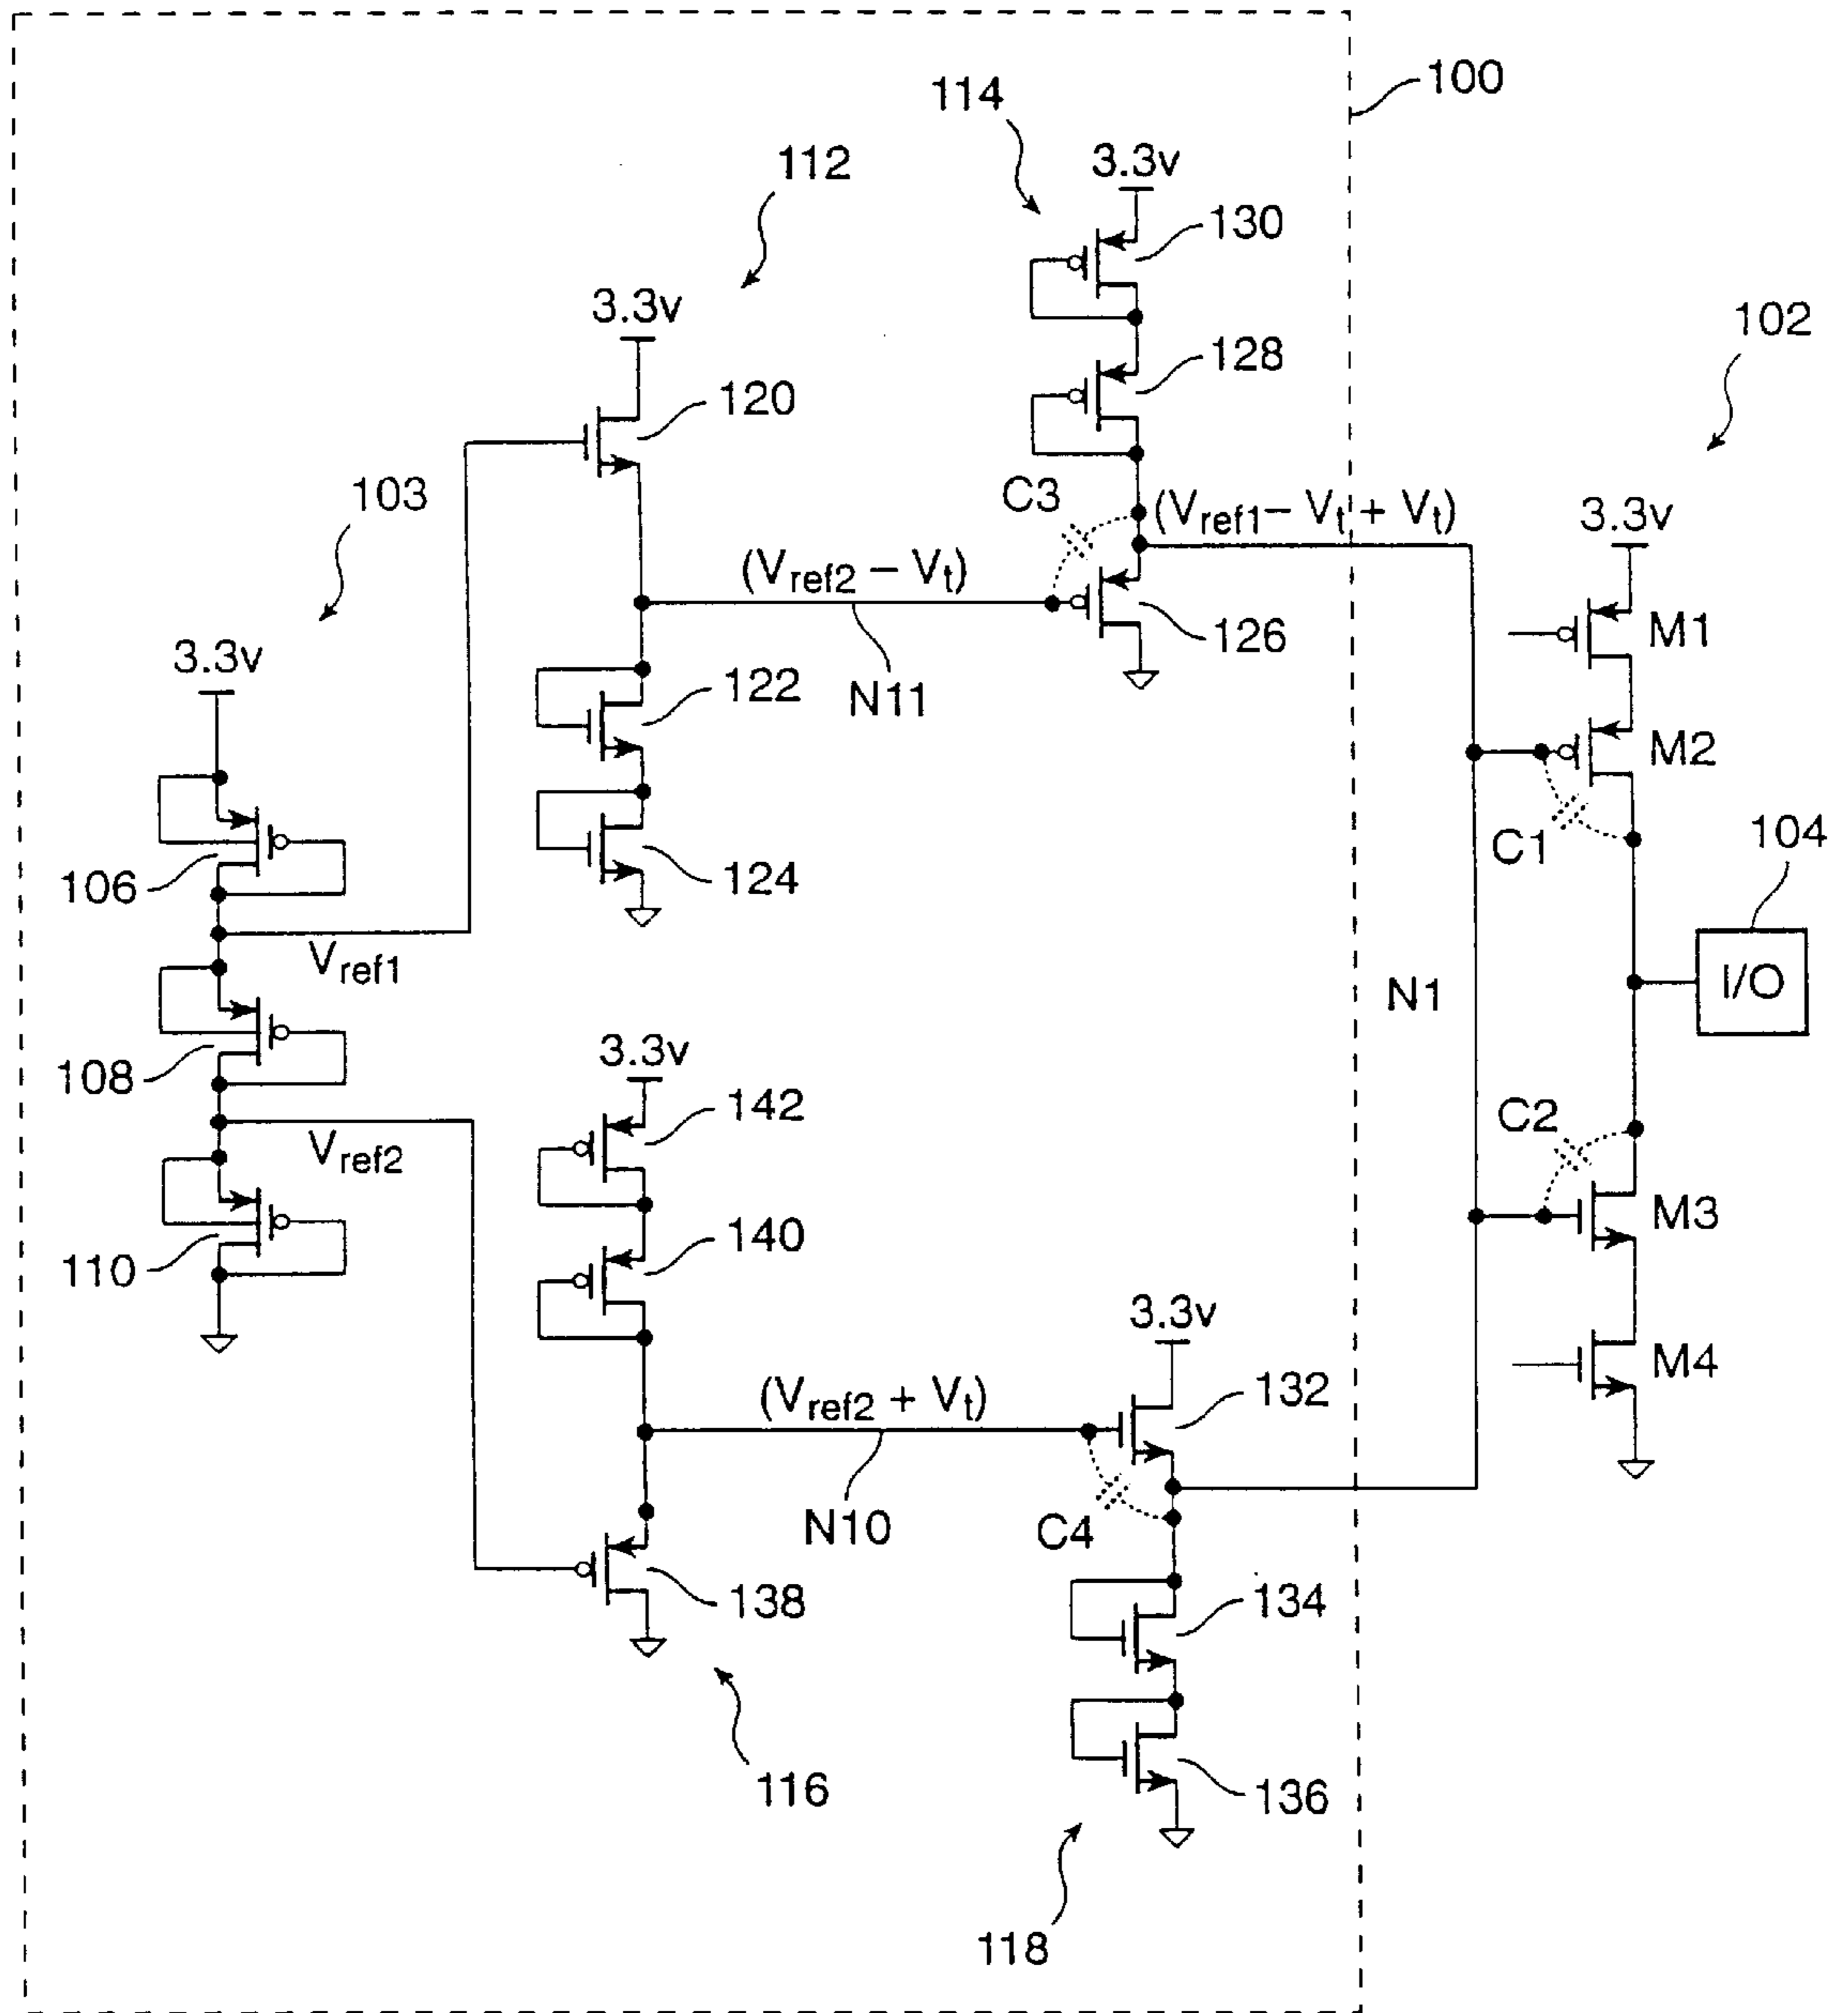 100
114
3.3v
112
130
3.3v
102
128
120
103
C3
(Vref1 – Vt + Vt)
3.3v
(Vref2 – Vt)
M1
126
3.3v
122
N11
M2
C1
104
106
124
Vref1
I/O
N1
3.3v
108
142
C2
Vref2
M3
140
110
3.3v
M4
(Vref2 + Vt)
132
N10
C4
138
134
116
136
118